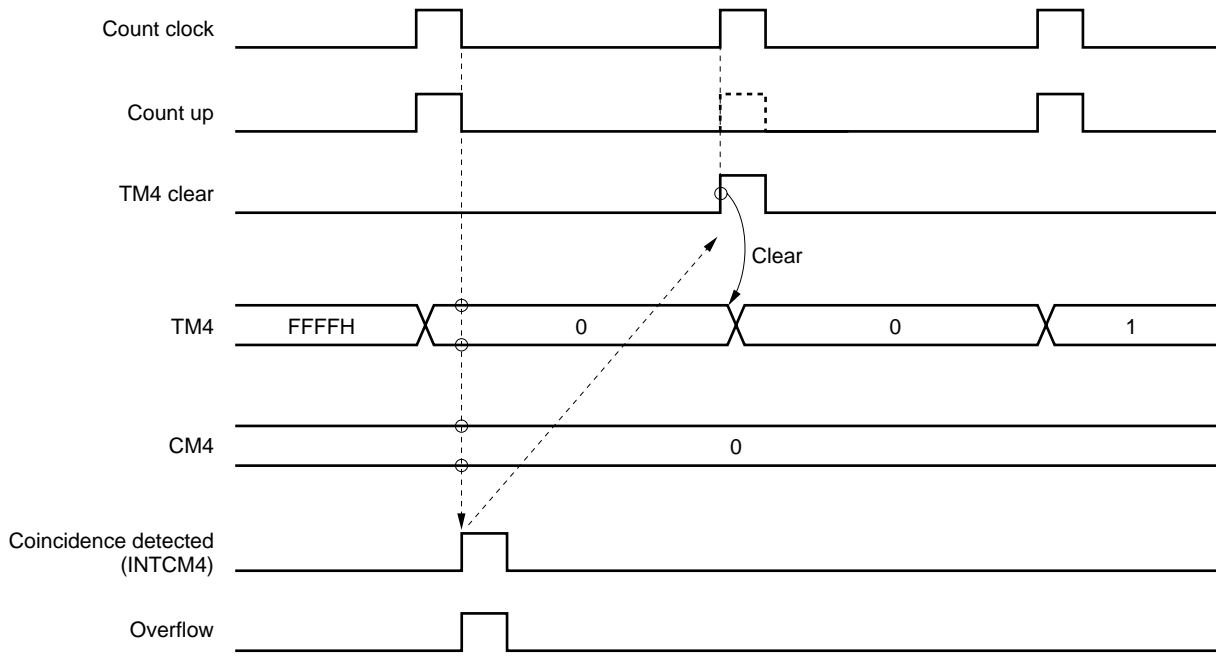 Count clock
Count up
TM4 clear
Clear
TM4
FFFFH
0
0
1
CM4
0
Coincidence detected
(INTCM4)
Overflow